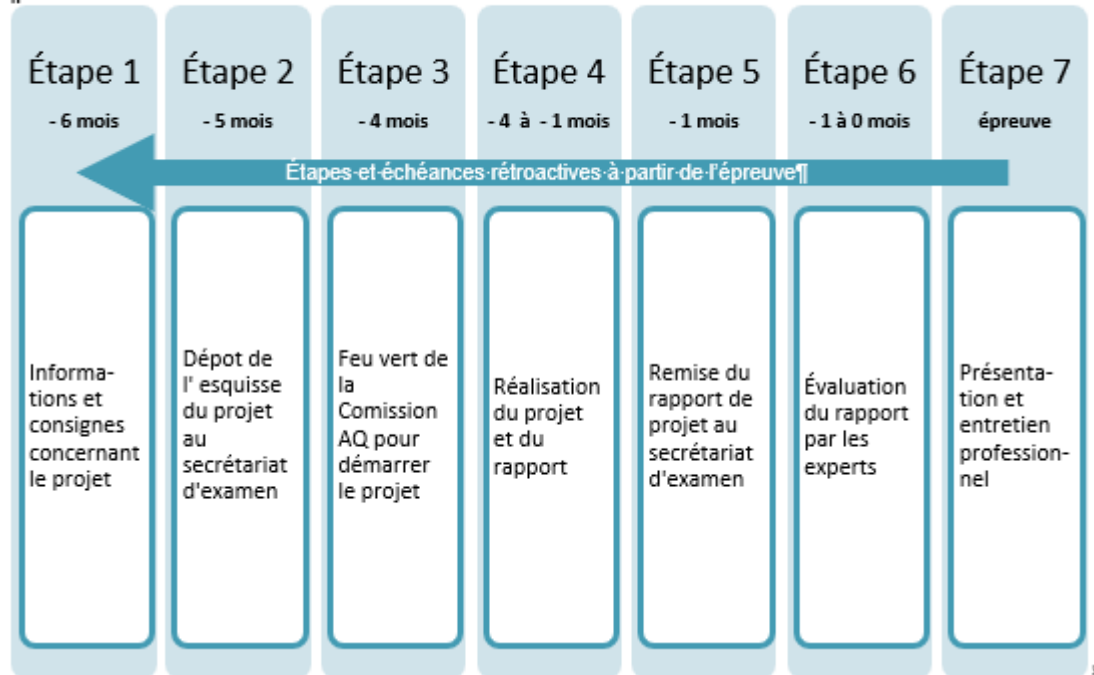 Étape 1
- 6 mois
Étape 2
- 5 mois
Étape 3
- 4 mois
Étape 4
- 4 à - 1 mois
Étape 5
- 1 mois
Étape 6
- 1 à 0 mois
Étape 7
épreuve
Étapes·et·échéances·rétroactives·à·partir·de·l'épreuve¶
Informa-
tions et
consignes
concernant
le projet
Dépot de
l' esquisse
du projet
au
secrétariat
d'examen
Feu vert de
la
Comission
AQ pour
démarrer
le projet
Réalisation
du projet
et du
rapport
Remise du
rapport de
projet au
secrétariat
d'examen
Évaluation
du rapport
par les
experts
Présenta-
tion et
entretien
profession-
nel